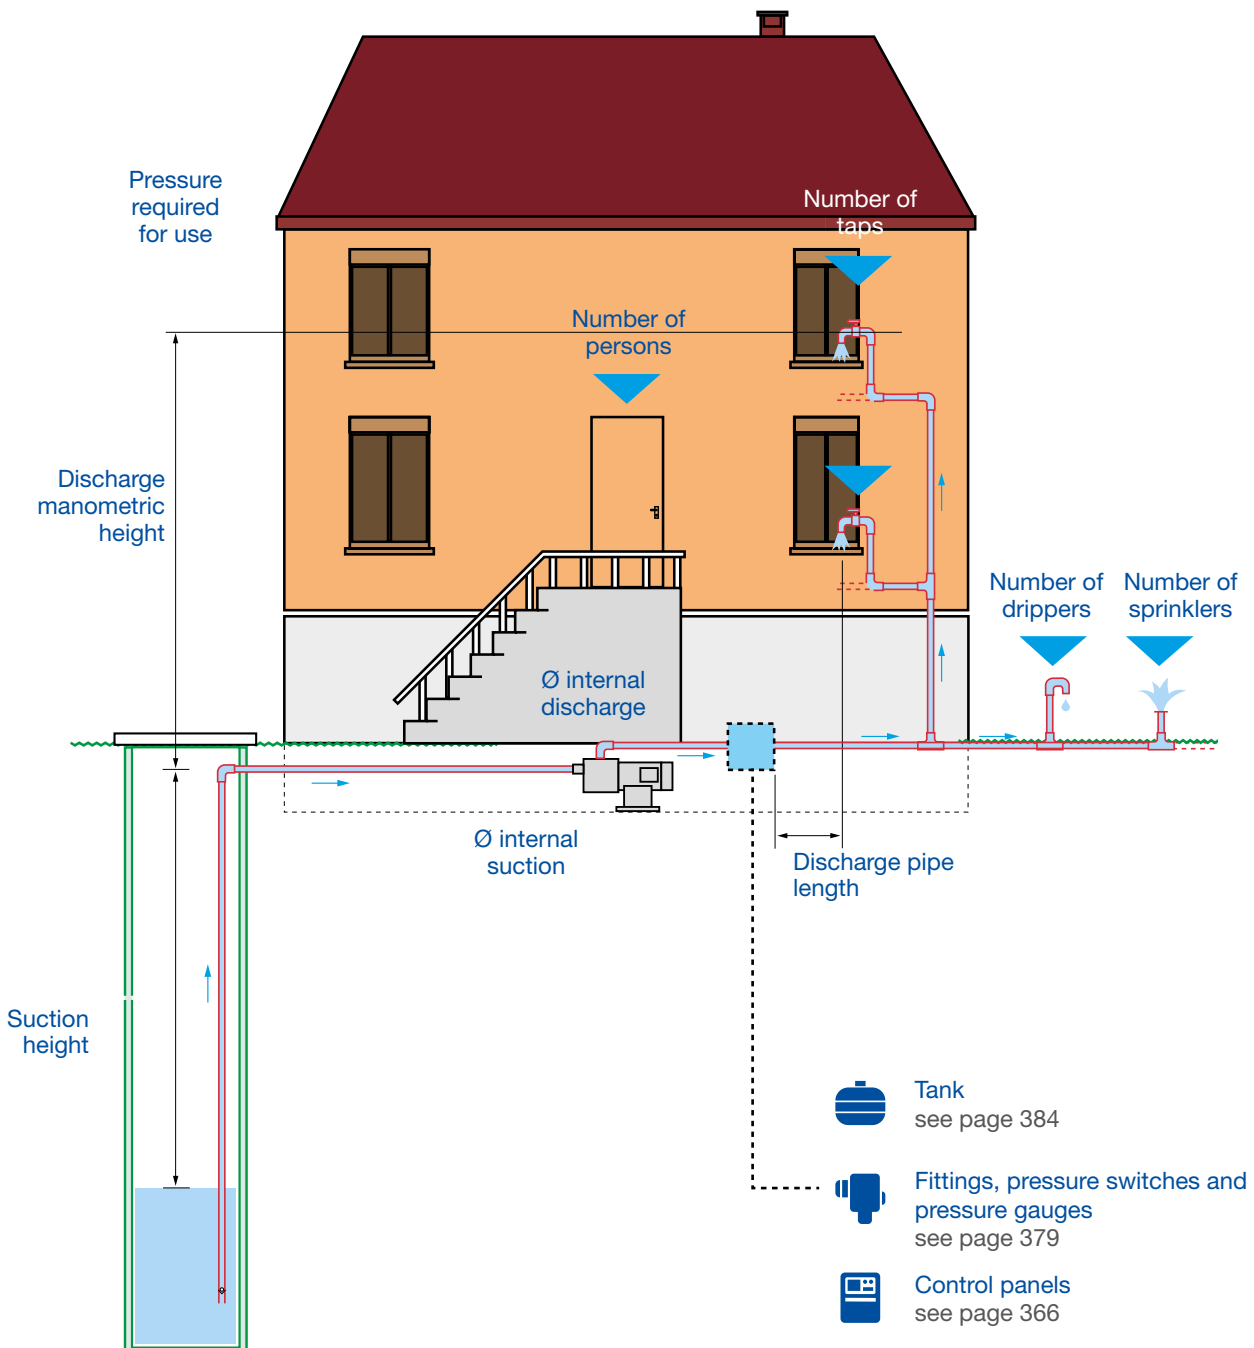 Pressure
required
for use
Number of
taps
Number of
persons
Discharge
manometric
height
Number of
drippers
Number of
sprinklers
Ø internal
discharge
Ø internal
suction
Discharge pipe
length
Suction
height
Tank
see page 384
Fittings, pressure switches and
pressure gauges
see page 379
Control panels
see page 366